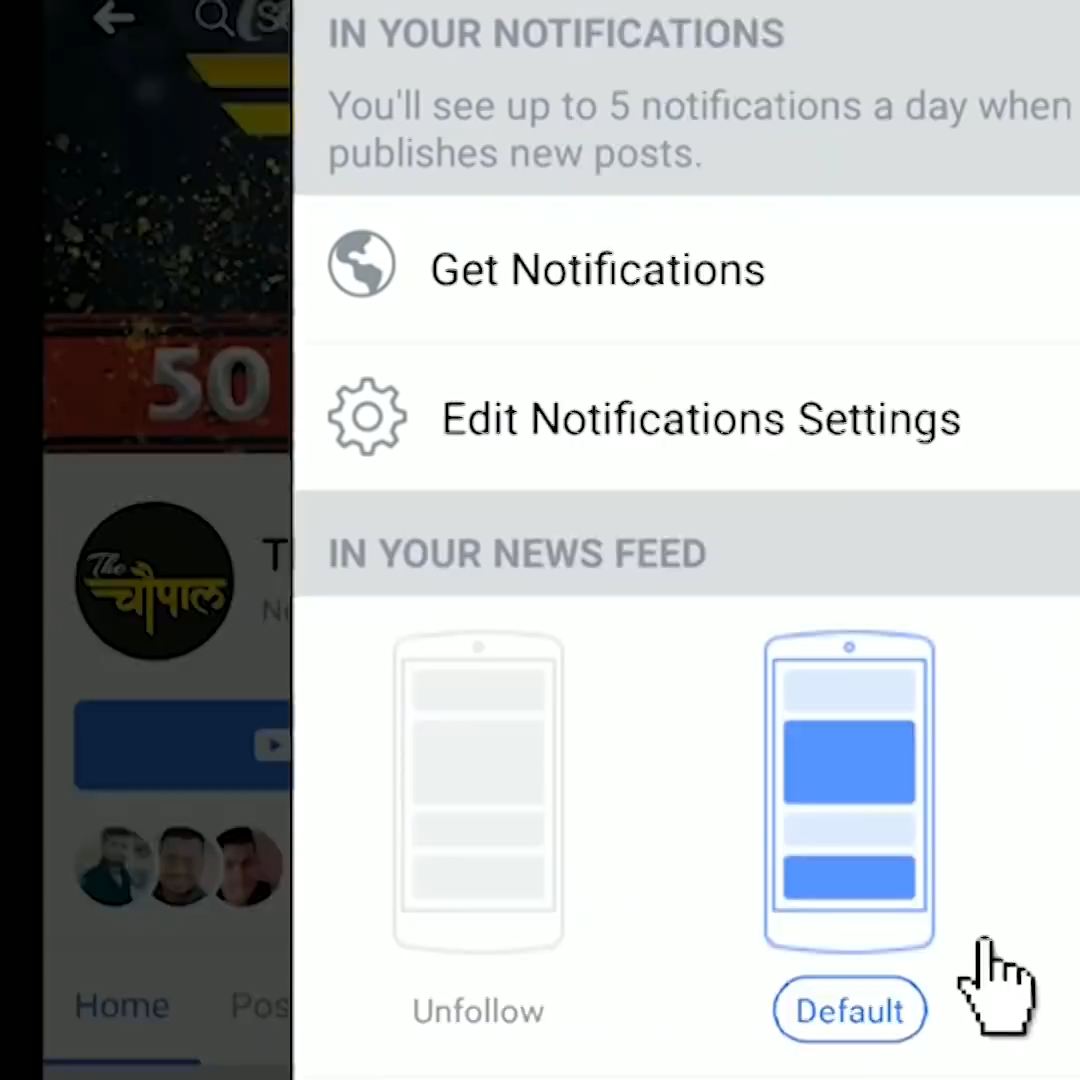 IN YOUR NOTIFICATIONS
You'll see up to 5 notifications a day when
publishes new posts.
Get Notifications
Edit Notifications Settings
50
The
चौपाल
IN YOUR NEWS FEED
Unfollow
Default
Home